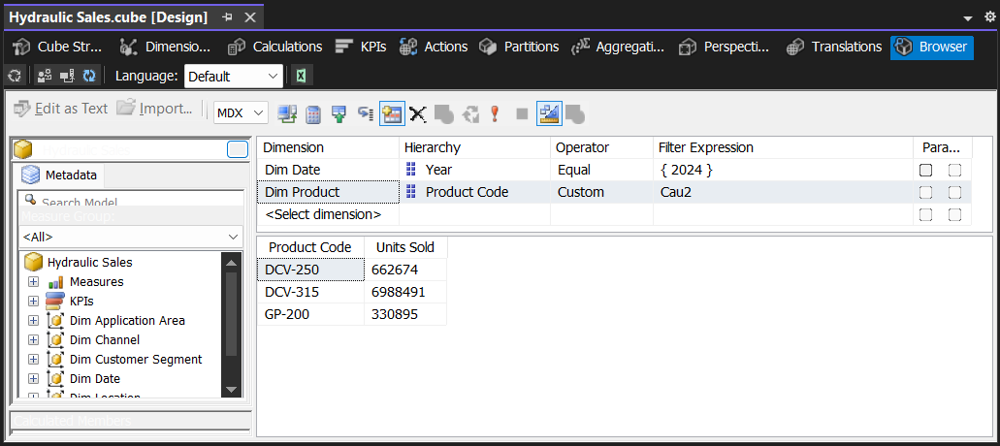 Hydraulic Sales.cube [Design]
Cube Str... Dimensio... Calculations KPIs Actions Partitions Aggregati... Perspecti... Translations Browser
Language: Default
Edit as Text Import... MDX
Hydraulic Sales
Metadata
Search Model
Measure Group:
<All>
Hydraulic Sales
Measures
KPIs
Dim Application Area
Dim Channel
Dim Customer Segment
Dim Date
Dim Location
Calculated Members
Dimension Hierarchy Operator Filter Expression Para...
Dim Date Year Equal { 2024 }
Dim Product Product Code Custom Cau2
<Select dimension>
Product Code Units Sold
DCV-250 662674
DCV-315 6988491
GP-200 330895